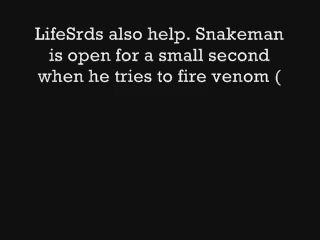 LifeSrds also help. Snakeman
is open for a small second
when he tries to fire venom (